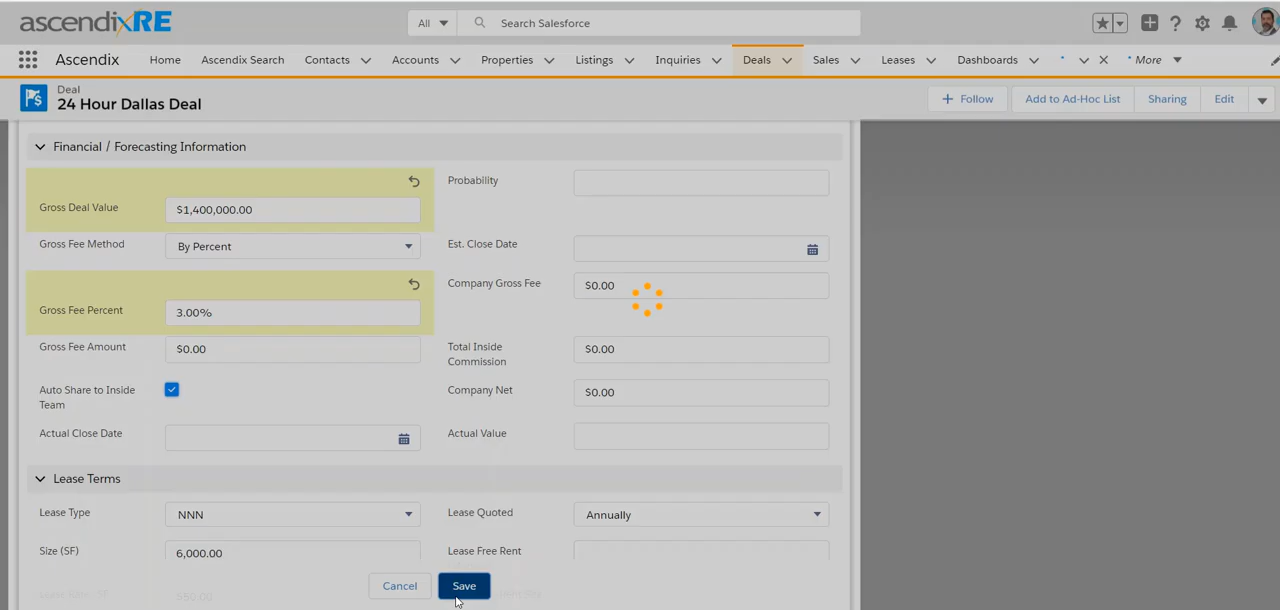 ascendixRE
All
Search Salesforce
Ascendix Home Ascendix Search Contacts Accounts Properties Listings Inquiries Deals Sales Leases Dashboards * * More
Deal
24 Hour Dallas Deal
+ Follow Add to Ad-Hoc List Sharing Edit
Financial / Forecasting Information
Gross Deal Value $1,400,000.00
Probability
Gross Fee Method By Percent
Est. Close Date
Gross Fee Percent 3.00%
Company Gross Fee $0.00
Gross Fee Amount $0.00
Total Inside
Commission
$0.00
Auto Share to Inside
Team
Company Net $0.00
Actual Close Date
Actual Value
Lease Terms
Lease Type NNN
Lease Quoted Annually
Size (SF) 6,000.00
Lease Free Rent
Cancel Save